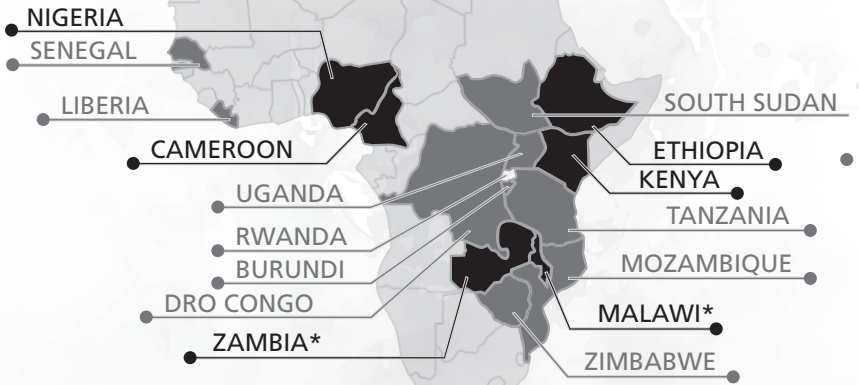 NIGERIA
SENEGAL
LIBERIA
SOUTH SUDAN
CAMEROON
ETHIOPIA
KENYA
UGANDA
TANZANIA
RWANDA
BURUNDI
MOZAMBIQUE
DRO CONGO
MALAWI*
ZAMBIA*
ZIMBABWE